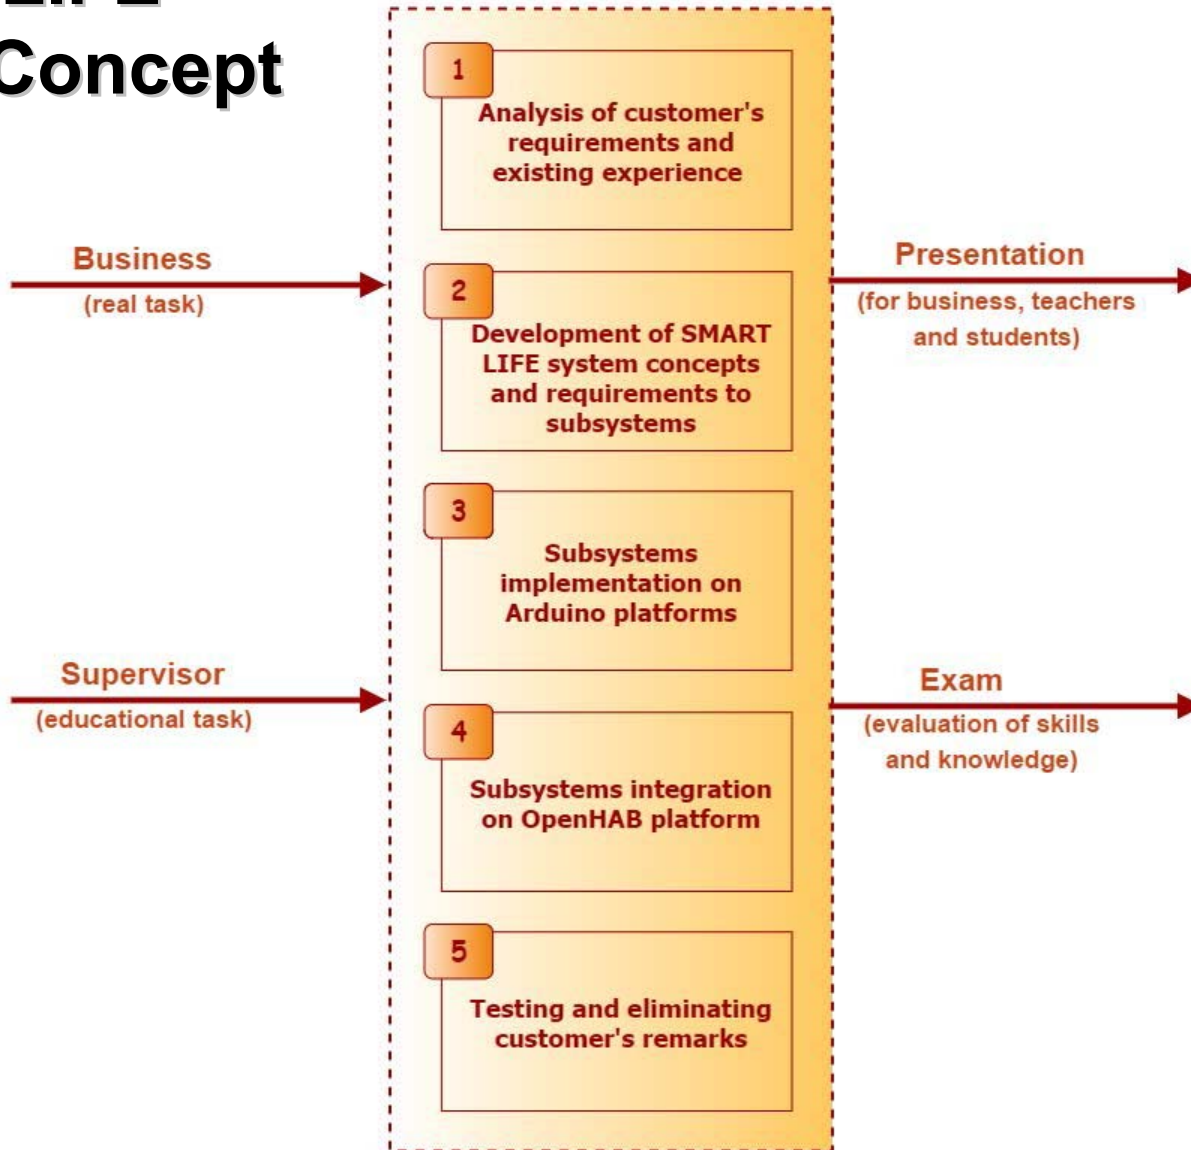 Concept
1
Analysis of customer's
requirements and
existing experience
Business
(real task)
Presentation
(for business, teachers
and students)
2
Development of SMART
LIFE system concepts
and requirements to
subsystems
3
Subsystems
implementation on
Arduino platforms
Supervisor
(educational task)
Exam
(evaluation of skills
and knowledge)
4
Subsystems integration
on OpenHAB platform
5
Testing and eliminating
customer's remarks